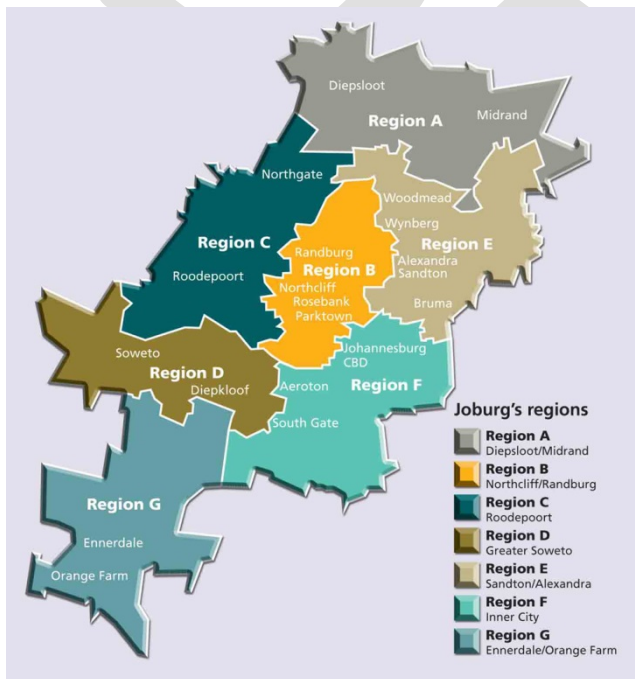 Diepsloot
Midrand
Region A
Northgate
Woodmead
Wynberg
Region C
Region E
Randburg
Alexandra
Region B
Sandton
Roodepoort
Northcliff
Rosebank
Bruma
Parktown
Johannesburg
CBD
Soweto
Region D
Aeroton
Region F
Diepkloof
South Gate
Region G
Ennerdale
Orange Farm
Joburg's regions
Region A
Diepsloot/Midrand
Region B
Northcliff/Randburg
Region C
Roodepoort
Region D
Greater Soweto
Region E
Sandton/Alexandra
Region F
Inner City
Region G
Ennerdale/Orange Farm